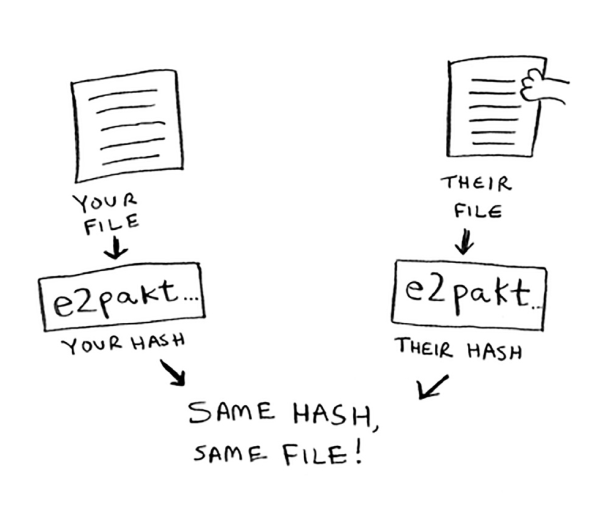 YOUR
FILE
e2pakt...
YOUR HASH
THEIR
FILE
e2pakt...
THEIR HASH
SAME HASH,
SAME FILE!